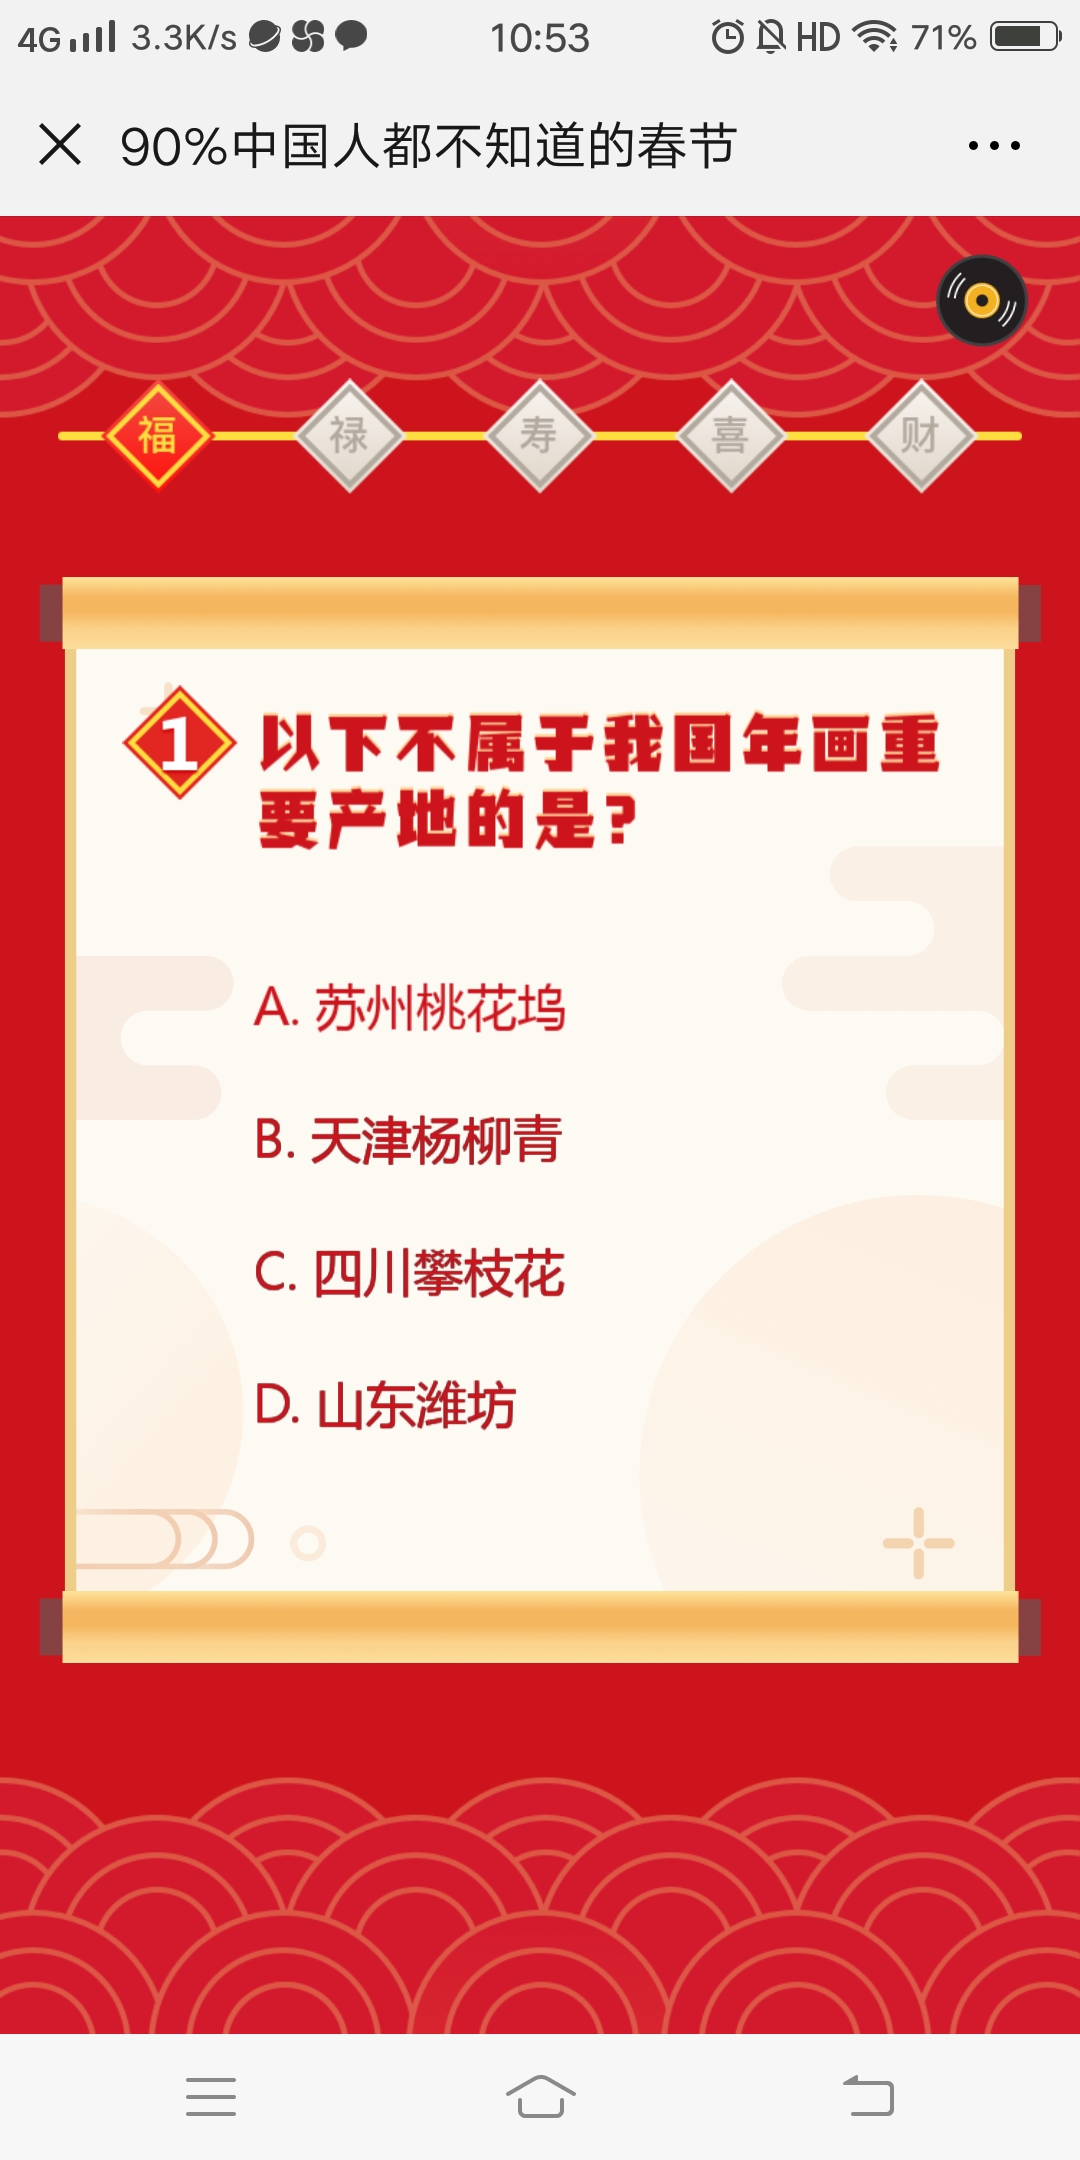 4G 3.3K/s 10:53 HD 71%
90%中国人都不知道的春节
福 禄 寿 喜 财
1 以下不属于我国年画重
要产地的是?
A. 苏州桃花坞
B. 天津杨柳青
C. 四川攀枝花
D. 山东潍坊